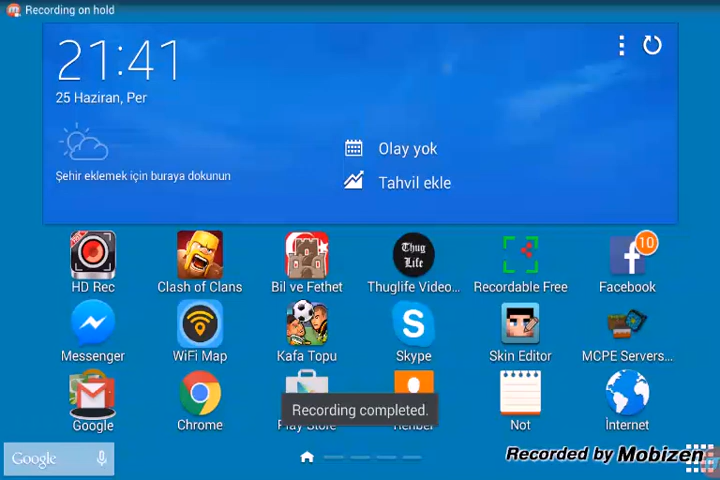 Recording on hold
21:41
25 Haziran, Per
Olay yok
Şehir eklemek için buraya dokunun
Tahvil ekle
HD Rec
Clash of Clans
Bil ve Fethet
Thug
Life
Thuglife Video...
Recordable Free
10
Facebook
Messenger
WiFi Map
Kafa Topu
Skype
Skin Editor
MCPE Servers...
Google
Chrome
Play Store
Rehber
Not
İnternet
Recording completed.
Google
Recorded by Mobizen